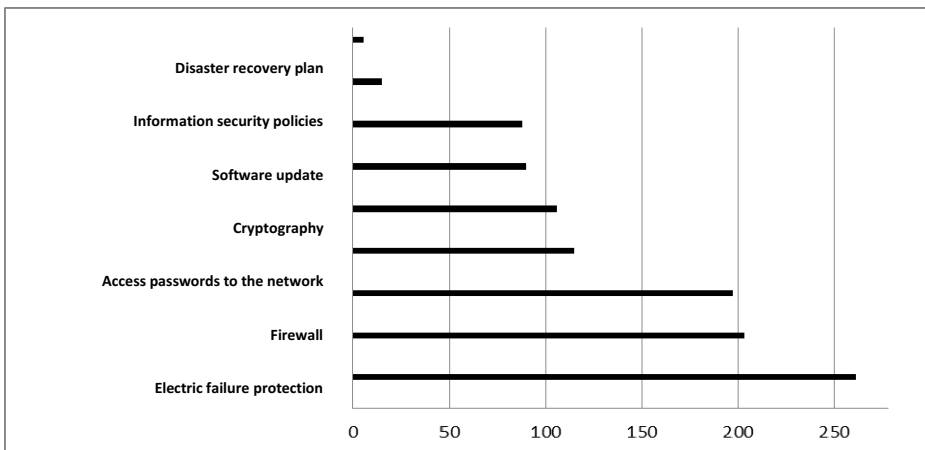 Disaster recovery plan
Information security policies
Software update
Cryptography
Access passwords to the network
Firewall
Electric failure protection
0 50 100 150 200 250